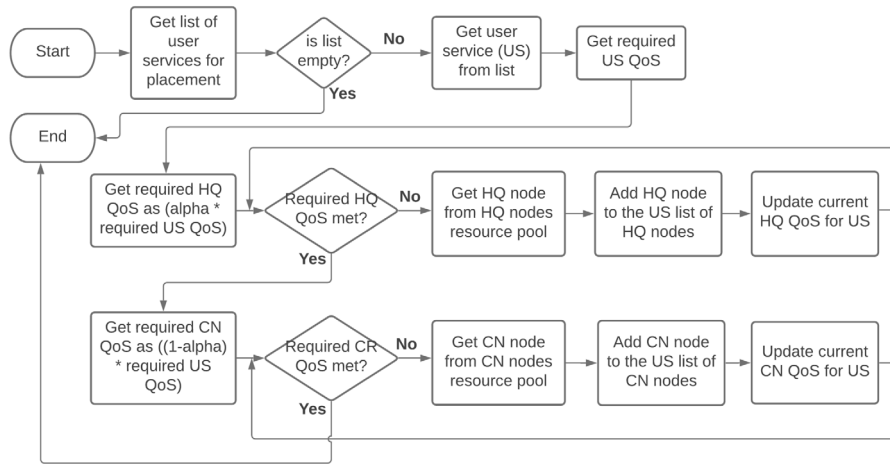 Start
Get list of
user
services for
placement
is list
empty?
No
Yes
Get user
service (US)
from list
Get required
US QoS
End
Get required HQ
QoS as (alpha *
required US QoS)
Required HQ
QoS met?
No
Yes
Get HQ node
from HQ nodes
resource pool
Add HQ node
to the US list of
HQ nodes
Update current
HQ QoS for US
Get required CN
QoS as ((1-alpha)
* required US
QoS)
Required CR
QoS met?
No
Yes
Get CN node
from CN nodes
resource pool
Add CN node
to the US list of
CN nodes
Update current
CN QoS for US